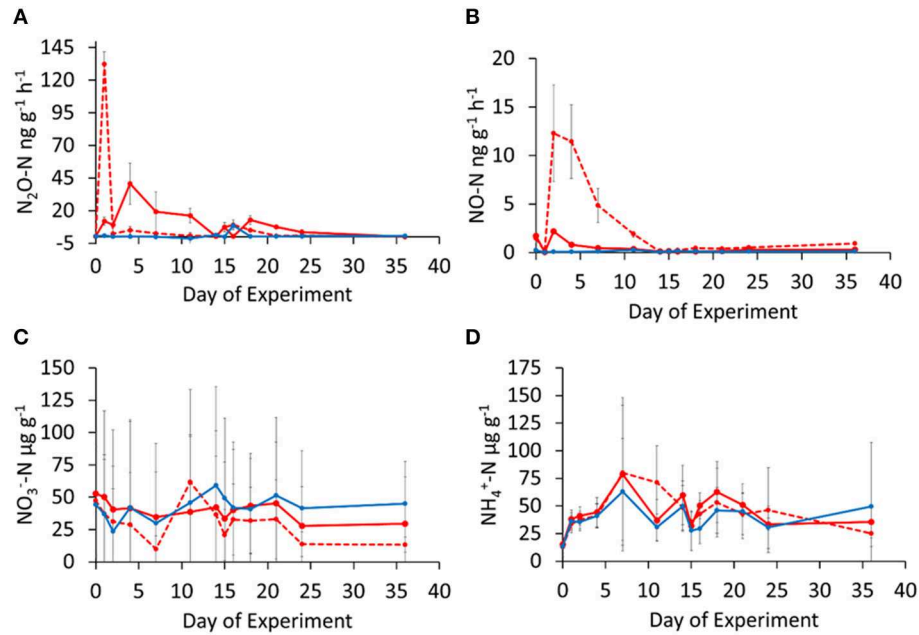 A
N₂O-N ng g⁻¹ h⁻¹
145
120
95
70
45
20
-5
0 5 10 15 20 25 30 35 40
Day of Experiment
B
NO-N ng g⁻¹ h⁻¹
20
15
10
5
0
0 5 10 15 20 25 30 35 40
Day of Experiment
C
NO₃⁻-N µg g⁻¹
150
125
100
75
50
25
0
0 5 10 15 20 25 30 35 40
Day of Experiment
D
NH₄⁺-N µg g⁻¹
175
150
125
100
75
50
25
0
0 5 10 15 20 25 30 35 40
Day of Experiment